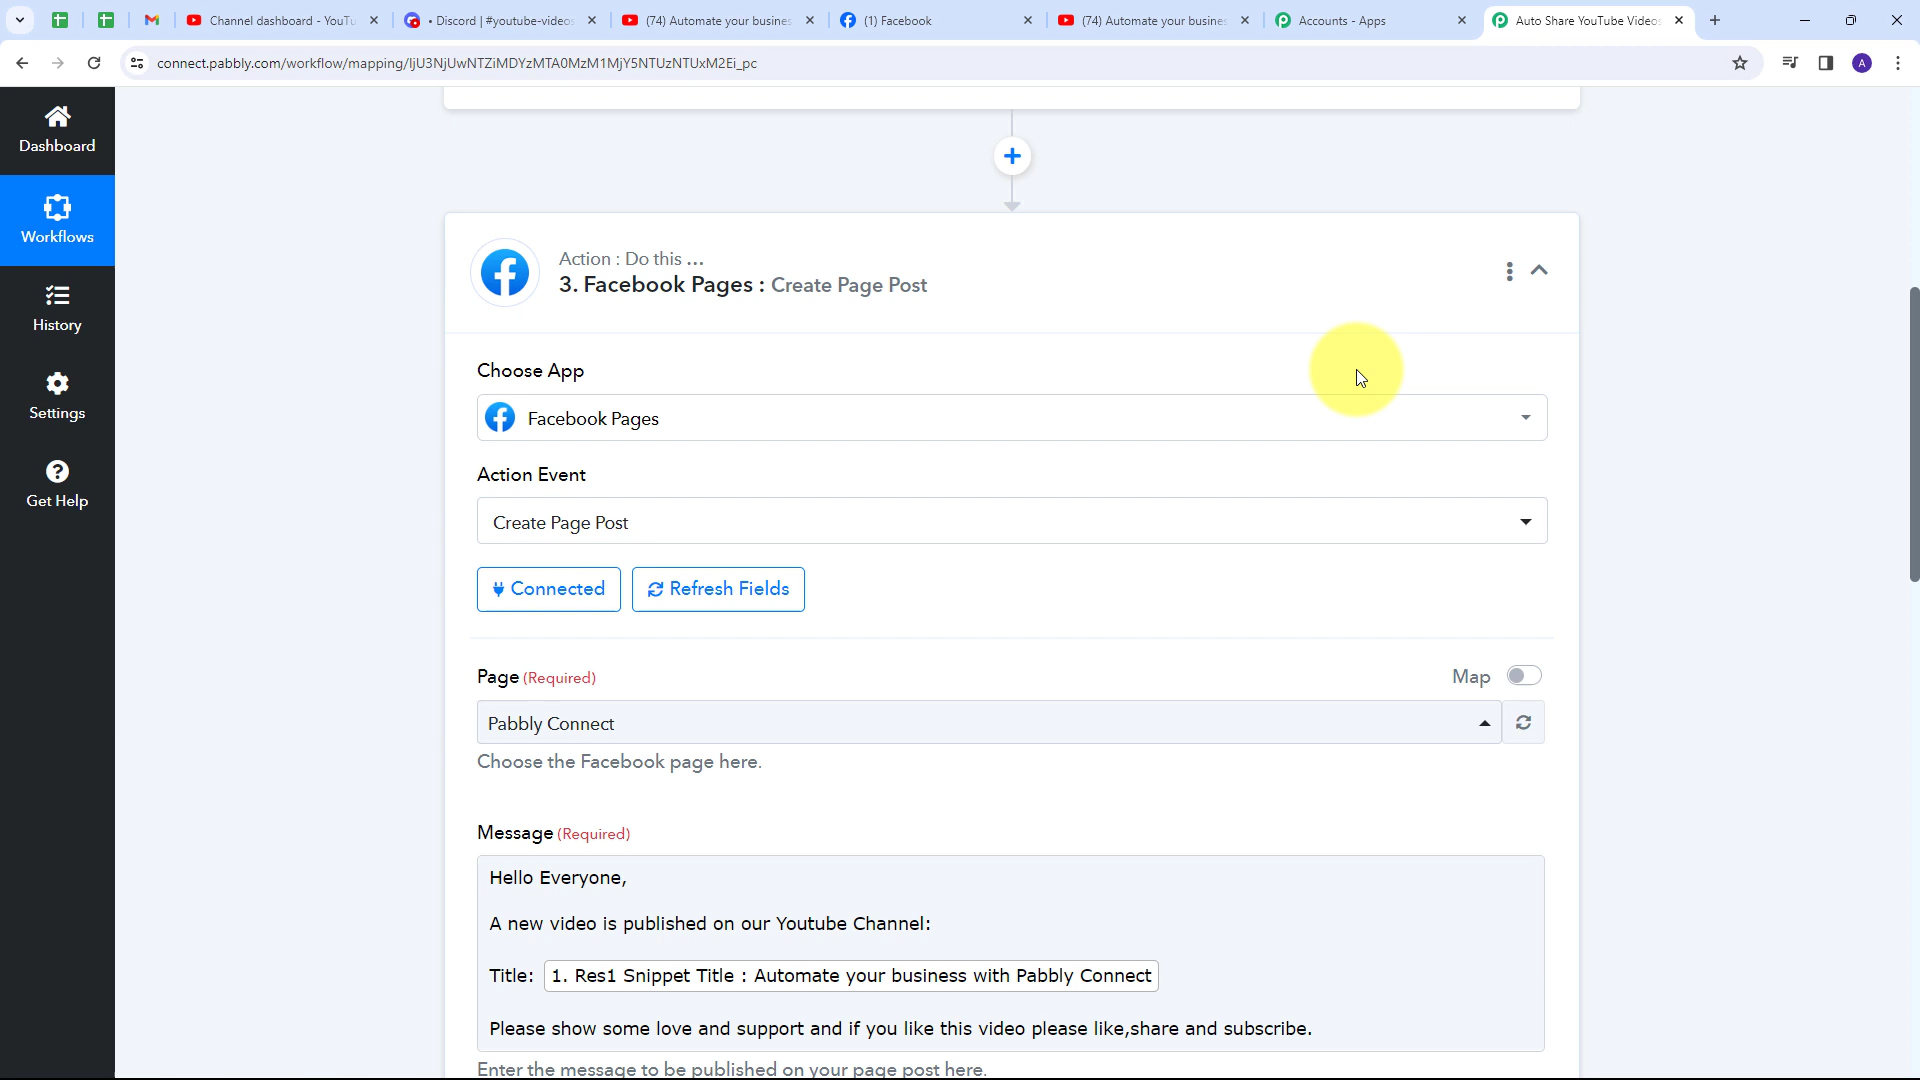 Channel dashboard - YouTu
• Discord | #youtube-videos
(74) Automate your busines
(1) Facebook
(74) Automate your busines
Accounts - Apps
Auto Share YouTube Videos
connect.pabbly.com/workflow/mapping/IjU3NjUwNTZiMDYzMTA0MzM1MjY5NTUzNTUxM2Ei_pc
A
Dashboard
Workflows
History
Settings
Get Help
Action : Do this ...
3. Facebook Pages : Create Page Post
Choose App
Facebook Pages
Action Event
Create Page Post
Connected
Refresh Fields
Page (Required)
Map
Pabbly Connect
Choose the Facebook page here.
Message (Required)
Hello Everyone,
A new video is published on our Youtube Channel:
Title: 1. Res1 Snippet Title : Automate your business with Pabbly Connect
Please show some love and support and if you like this video please like,share and subscribe.
Enter the message to be published on your page post here.